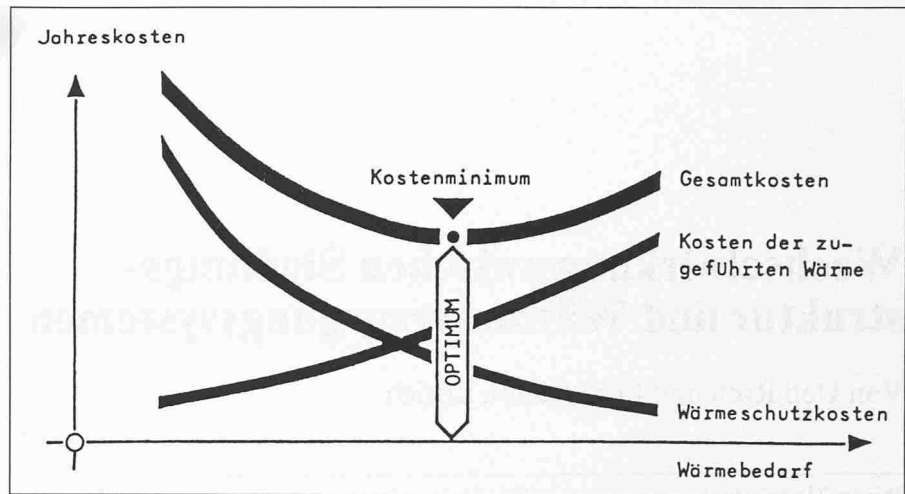 Jahreskosten
Kostenminimum
Gesamtkosten
Kosten der zu-
geführten Wärme
OPTIMUM
Wärmeschutzkosten
Wärmebedarf